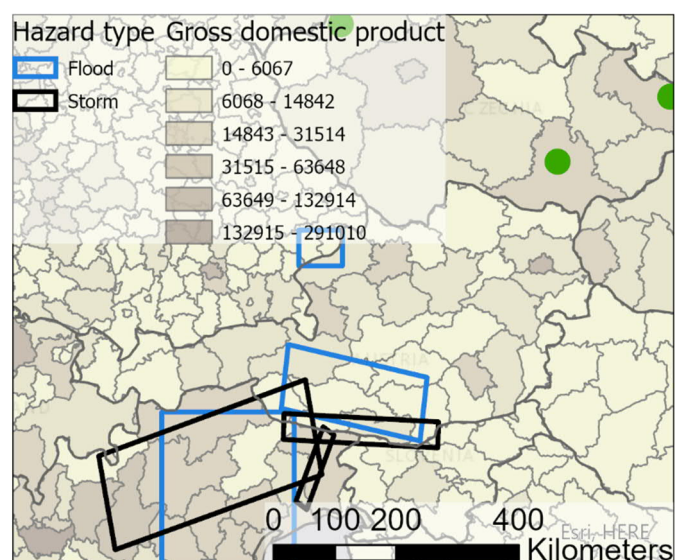 Hazard type Gross domestic product
Flood 0 - 6067
Storm 6068 - 14842
14843 - 31514
31515 - 63648
63649 - 132914
132915 - 291010
AUSTRIA
SLOVENIA
0 100 200 400
Esri, HERE
Kilometers